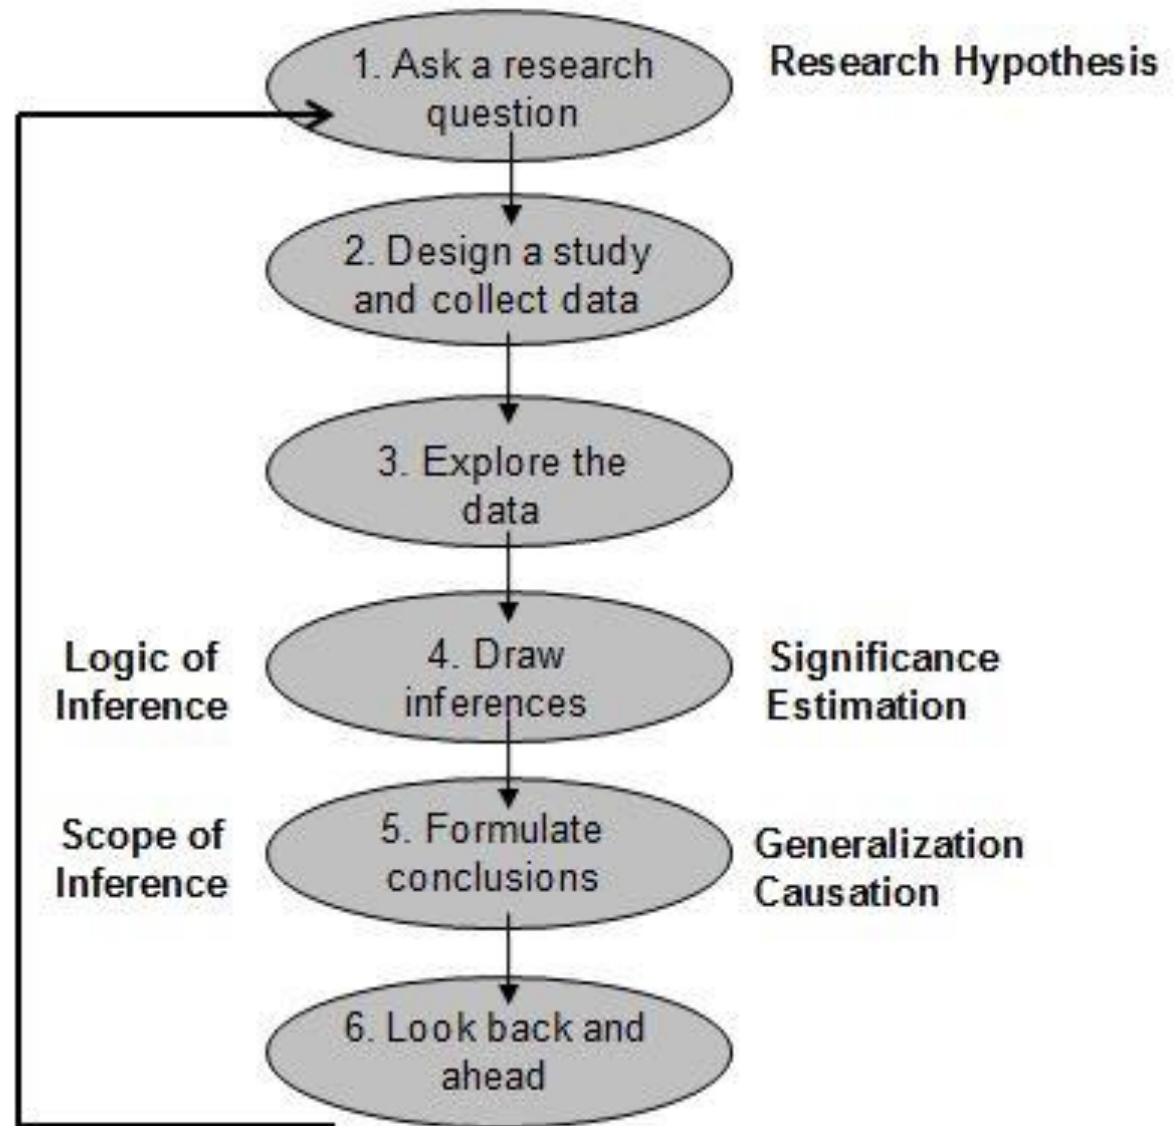 1. Ask a research
question
Research Hypothesis
2. Design a study
and collect data
3. Explore the
data
Logic of
Inference
4. Draw
inferences
Significance
Estimation
Scope of
Inference
5. Formulate
conclusions
Generalization
Causation
6. Look back and
ahead